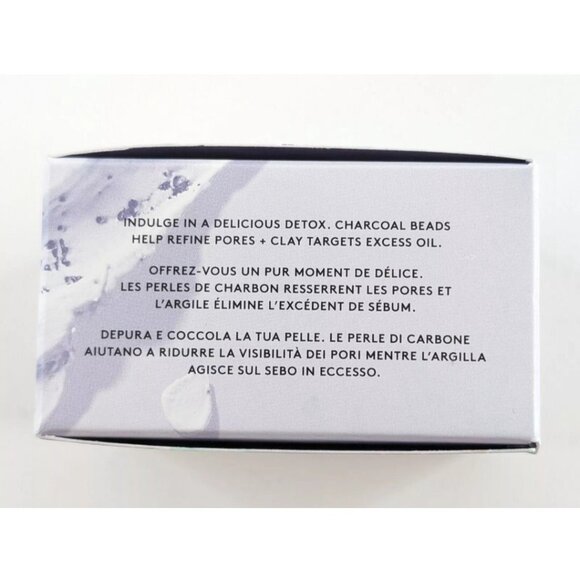 INDULGE IN A DELICIOUS DETOX. CHARCOAL BEADS
HELP REFINE PORES + CLAY TARGETS EXCESS OIL.
OFFREZ-VOUS UN PUR MOMENT DE DÉLICE.
LES PERLES DE CHARBON RESSERRENT LES PORES ET
L'ARGILE ÉLIMINE L'EXCÉDENT DE SÉBUM.
DEPURA E COCCOLA LA TUA PELLE. LE PERLE DI CARBONE
AIUTANO A RIDURRE LA VISIBILITÀ DEI PORI MENTRE L'ARGILLA
AGISCE SUL SEBO IN ECCESSO.